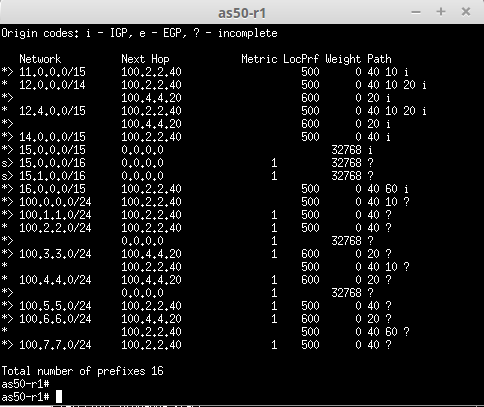 as50-r1
Origin codes: i - IGP, e - EGP, ? - incomplete
Network Next Hop Metric LocPrf Weight Path
*> 11.0.0.0/15 100.2.2.40 500 0 40 10 i
* 12.0.0.0/14 100.2.2.40 500 0 40 10 20 i
*> 100.4.4.20 600 0 20 i
* 12.4.0.0/15 100.2.2.40 500 0 40 10 20 i
*> 100.4.4.20 600 0 20 i
*> 14.0.0.0/15 100.2.2.40 500 0 40 i
*> 15.0.0.0/15 0.0.0.0 32768 i
s> 15.0.0.0/16 0.0.0.0 1 32768 ?
s> 15.1.0.0/16 0.0.0.0 1 32768 ?
*> 16.0.0.0/15 100.2.2.40 500 0 40 60 i
*> 100.0.0.0/24 100.2.2.40 500 0 40 10 ?
*> 100.1.1.0/24 100.2.2.40 1 500 0 40 ?
* 100.2.2.0/24 100.2.2.40 1 500 0 40 ?
*> 0.0.0.0 1 32768 ?
*> 100.3.3.0/24 100.4.4.20 1 600 0 20 ?
* 100.2.2.40 500 0 40 10 ?
* 100.4.4.0/24 100.4.4.20 1 600 0 20 ?
*> 0.0.0.0 1 32768 ?
*> 100.5.5.0/24 100.2.2.40 1 500 0 40 ?
*> 100.6.6.0/24 100.4.4.20 1 600 0 20 ?
* 100.2.2.40 500 0 40 60 ?
*> 100.7.7.0/24 100.2.2.40 1 500 0 40 ?
Total number of prefixes 16
as50-r1#
as50-r1#